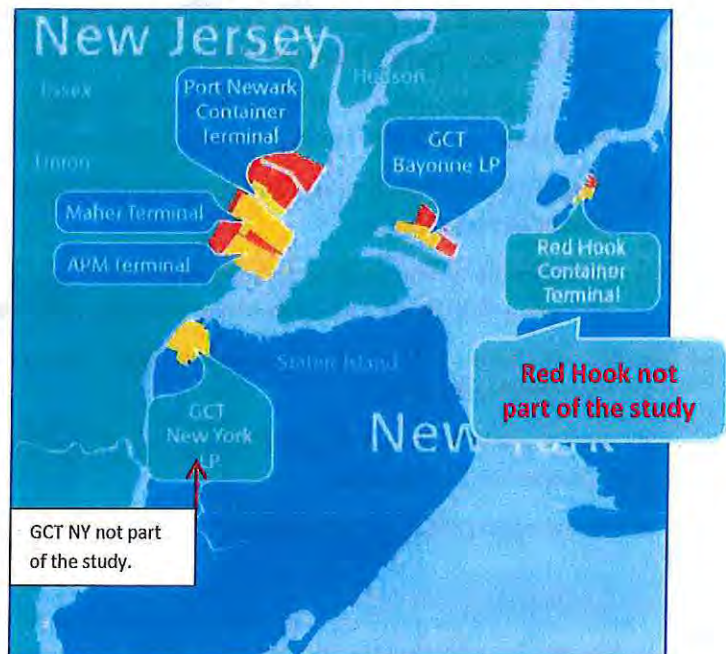 New Jersey
Essex
Hudson
Port Newark
Container
Terminal
GCT
Bayonne LP
Union
Maher Terminal
APM Terminal
Red Hook
Container
Terminal
Staten Island
Red Hook not
part of the study
GCT
New York
LP
New York
GCT NY not part
of the study.